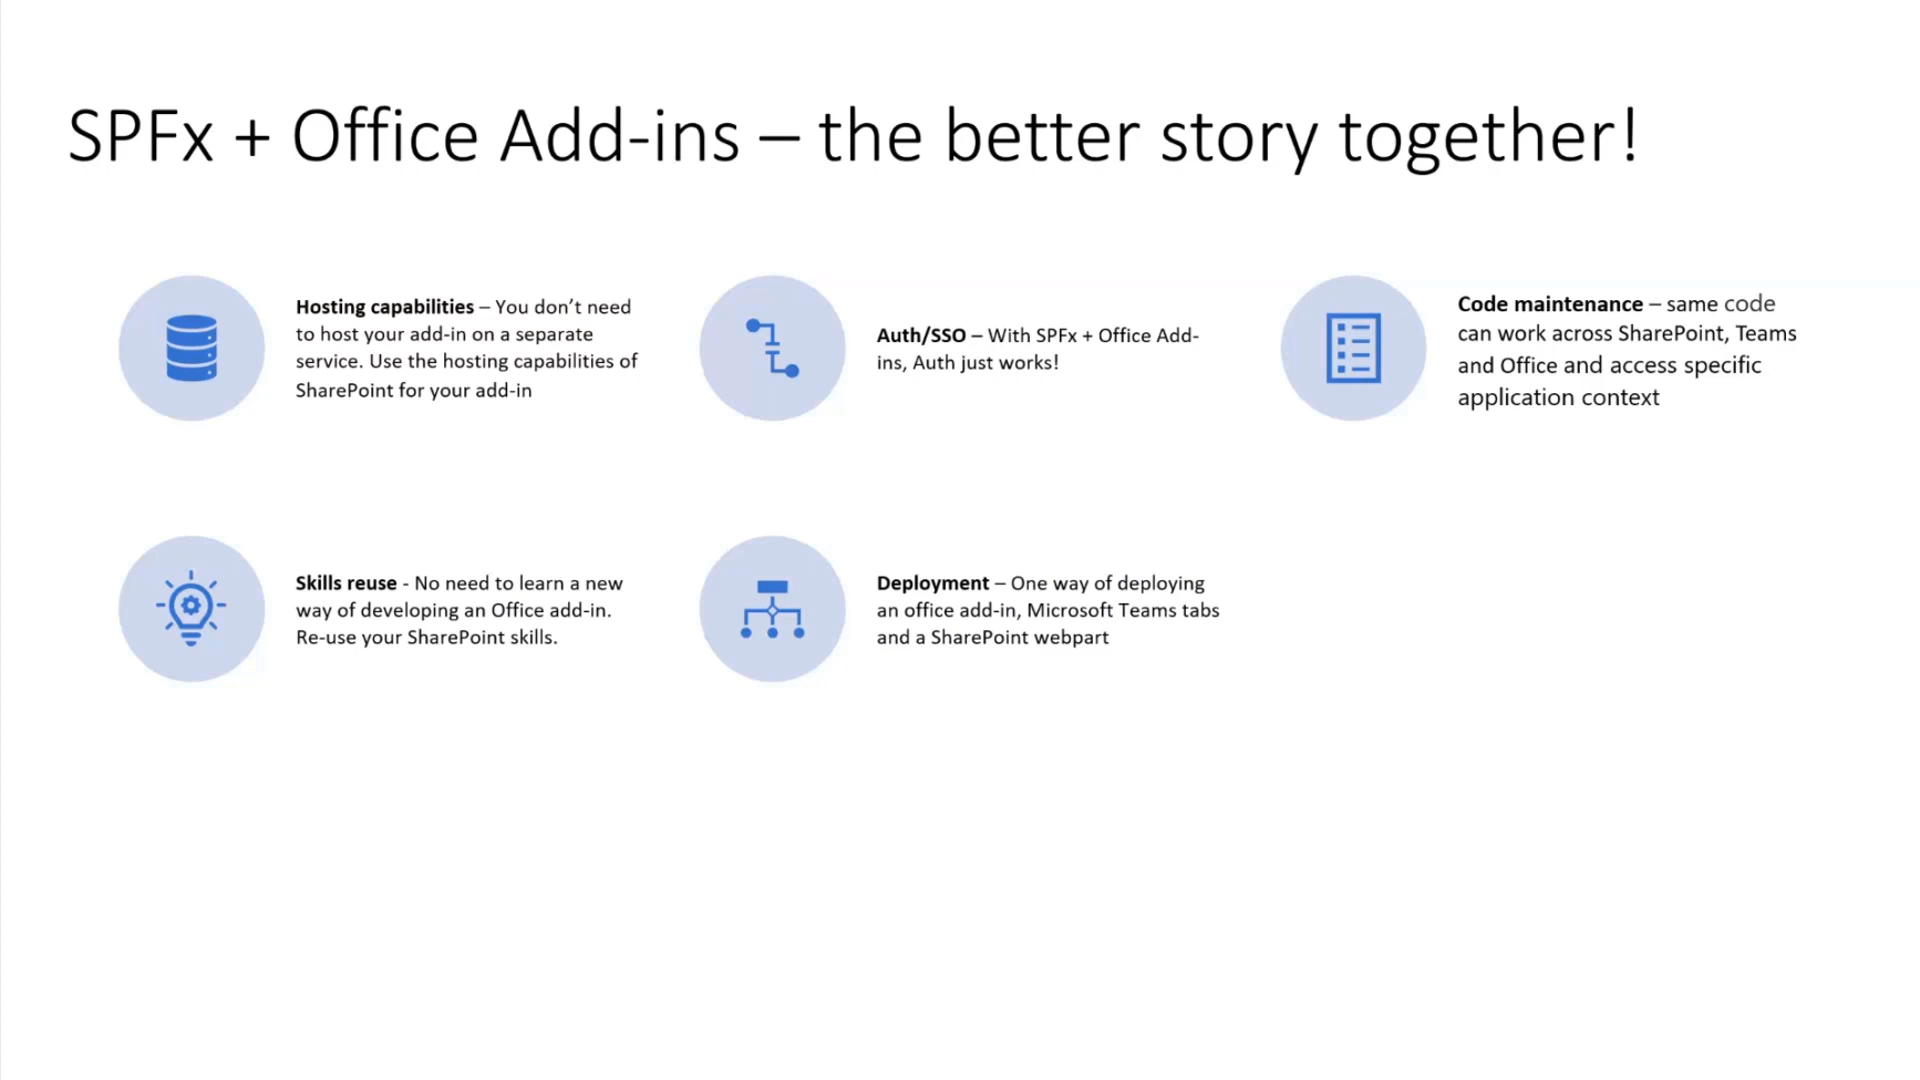 SPFx + Office Add-ins – the better story together!
Hosting capabilities – You don’t need
to host your add-in on a separate
service. Use the hosting capabilities of
SharePoint for your add-in
Auth/SSO – With SPFx + Office Add-
ins, Auth just works!
Code maintenance – same code
can work across SharePoint, Teams
and Office and access specific
application context
Skills reuse - No need to learn a new
way of developing an Office add-in.
Re-use your SharePoint skills.
Deployment – One way of deploying
an office add-in, Microsoft Teams tabs
and a SharePoint webpart